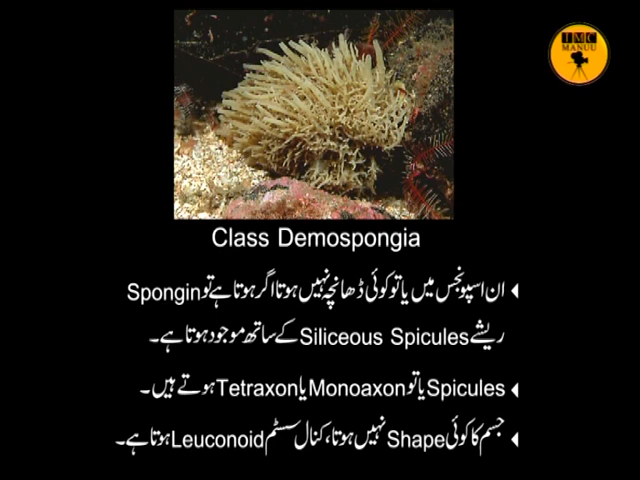 IMC
MANUU
Class Demospongia
ان اسپونجس میں یا تو کوئی ڈھانچہ نہیں ہوتا اگر ہوتا ہے تو Spongin
ریشے Siliceous Spicules کے ساتھ موجود ہوتا ہے۔
Spicules یا تو Monoaxon یا Tetraxon ہوتے ہیں۔
جسم کا کوئی Shape نہیں ہوتا، کنال سسٹم Leuconoid ہوتا ہے۔